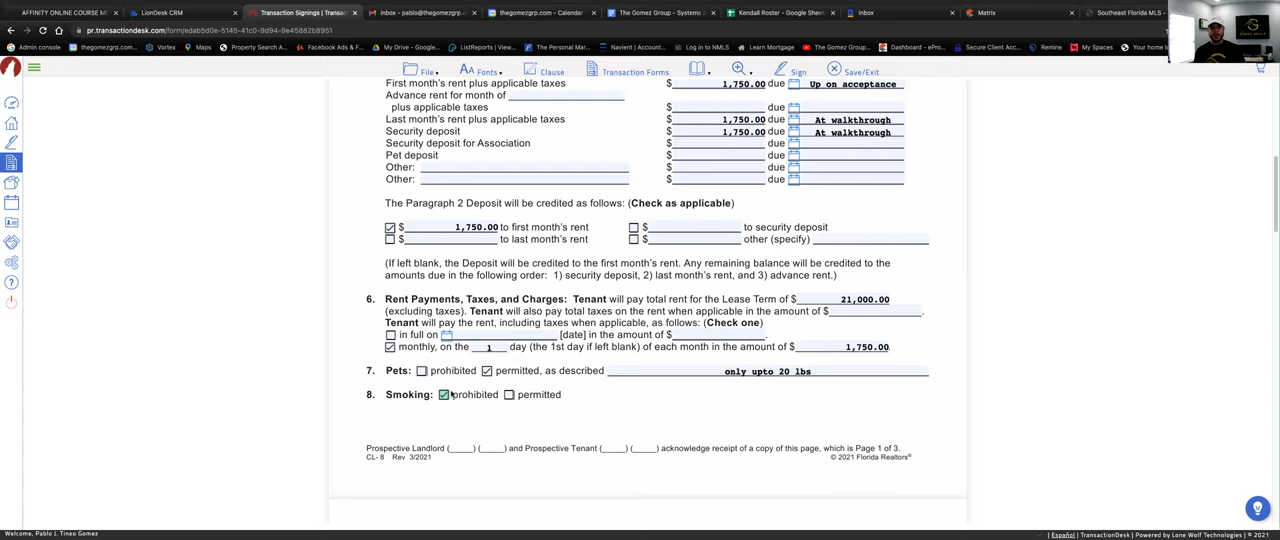 AFFINITY ONLINE COURSE M
LionDesk CRM
Transaction Signings | Transac
Inbox - pablo@thegomezgrp.c
thegomezgrp.com - Calendar
The Gomez Group - Systems a
Kendall Roster - Google Sheet
Inbox
Matrix
Southeast Florida MLS -
pr.transactiondesk.com/form/edab5d0e-5145-41c0-9d94-9e45882b8951
Admin console
thegomezgrp.com
Vortex
Maps
Property Search A...
Facebook Ads & F...
My Drive - Google...
ListReports | View...
The Personal Mar...
Navient | Navient L...
Log in to NMLS
Learn Mortgage
The Gomez Group...
Dashboard - ePro...
Secure Client Acc...
Remine
My Spaces
Your home lo
File
Fonts
Clause
Transaction Forms
Sign
Save/Exit
First month's rent plus applicable taxes $ 1,750.00 due Up on acceptance
Advance rent for month of
plus applicable taxes $ due
Last month's rent plus applicable taxes $ 1,750.00 due At walkthrough
Security deposit $ 1,750.00 due At walkthrough
Security deposit for Association $ due
Pet deposit $ due
Other: $ due
Other: $ due
The Paragraph 2 Deposit will be credited as follows: (Check as applicable)
$ 1,750.00 to first month's rent $ to security deposit
$ to last month's rent $ other (specify)
(If left blank, the Deposit will be credited to the first month's rent. Any remaining balance will be credited to the
amounts due in the following order: 1) security deposit, 2) last month's rent, and 3) advance rent.)
6. Rent Payments, Taxes, and Charges: Tenant will pay total rent for the Lease Term of $ 21,000.00
(excluding taxes). Tenant will also pay total taxes on the rent when applicable in the amount of $ .
Tenant will pay the rent, including taxes when applicable, as follows: (Check one)
in full on [date] in the amount of $ .
monthly, on the 1 day (the 1st day if left blank) of each month in the amount of $ 1,750.00.
7. Pets: prohibited permitted, as described only upto 20 lbs
8. Smoking: prohibited permitted
Prospective Landlord (____) (____) and Prospective Tenant (____) (____) acknowledge receipt of a copy of this page, which is Page 1 of 3.
CL-8 Rev 3/2021 © 2021 Florida Realtors®
Welcome, Pablo J. Tineo Gomez
Español | TransactionDesk | Powered by Lone Wolf Technologies | © 2021